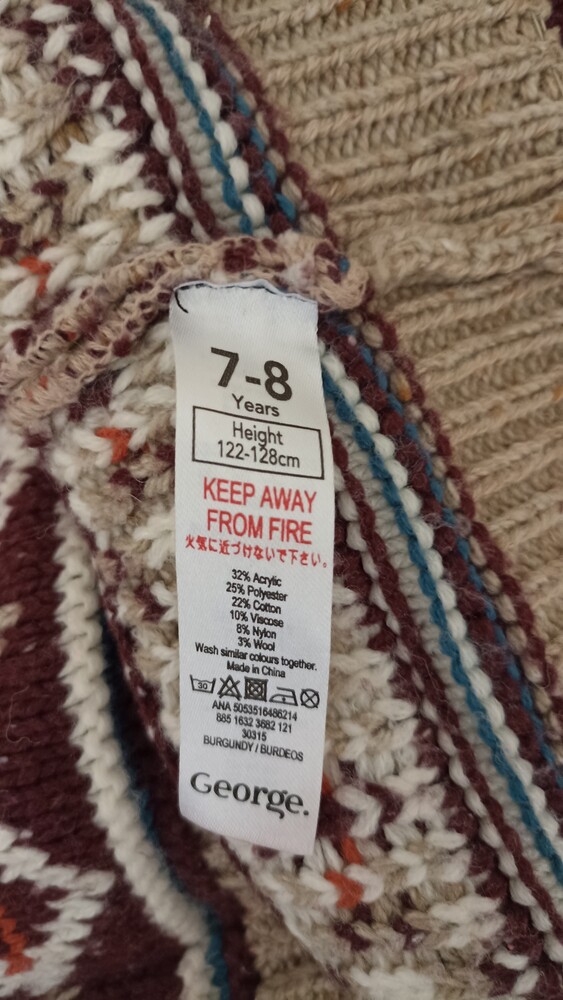 7-8
Years
Height
122-128cm
KEEP AWAY
FROM FIRE
火気に近づけないで下さい。
32% Acrylic
25% Polyester
22% Cotton
10% Viscose
8% Nylon
3% Wool
Wash similar colours together.
Made in China
30
ANA 5053516486214
885 1632 3682 121
30315
BURGUNDY / BURDEOS
George.